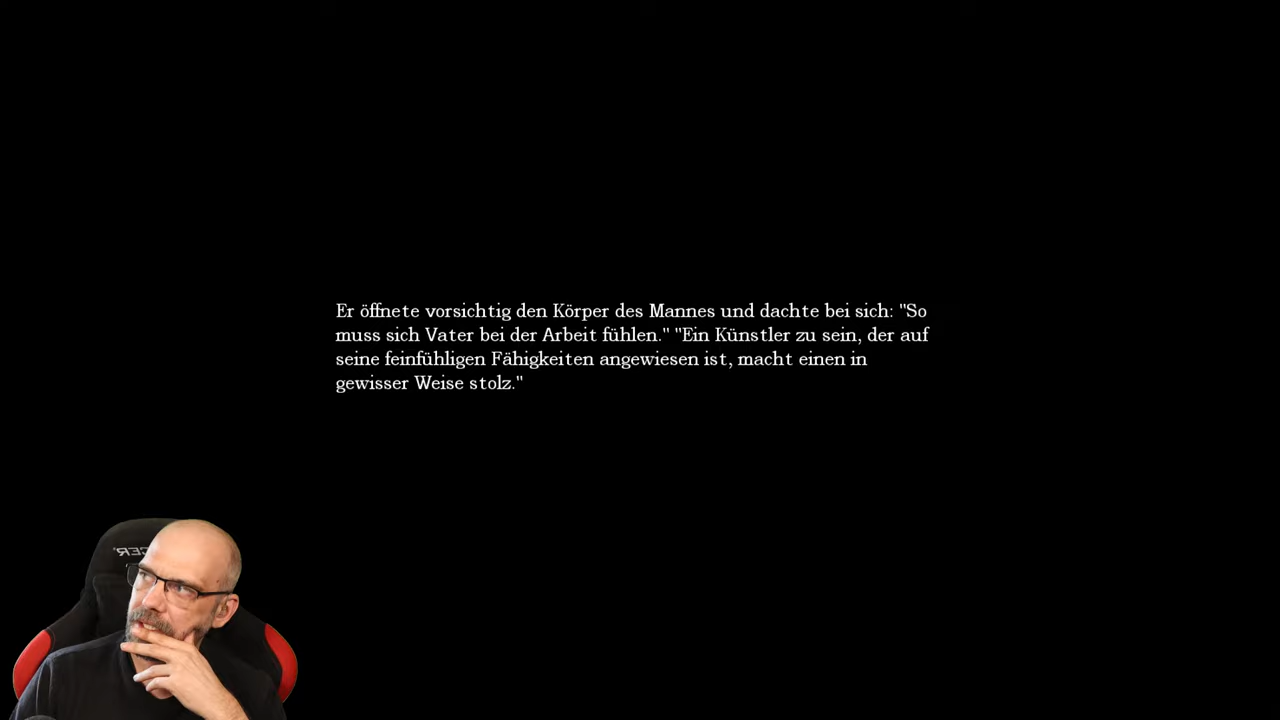 Er öffnete vorsichtig den Körper des Mannes und dachte bei sich: "So
muss sich Vater bei der Arbeit fühlen." "Ein Künstler zu sein, der auf
seine feinfühligen Fähigkeiten angewiesen ist, macht einen in
gewisser Weise stolz."